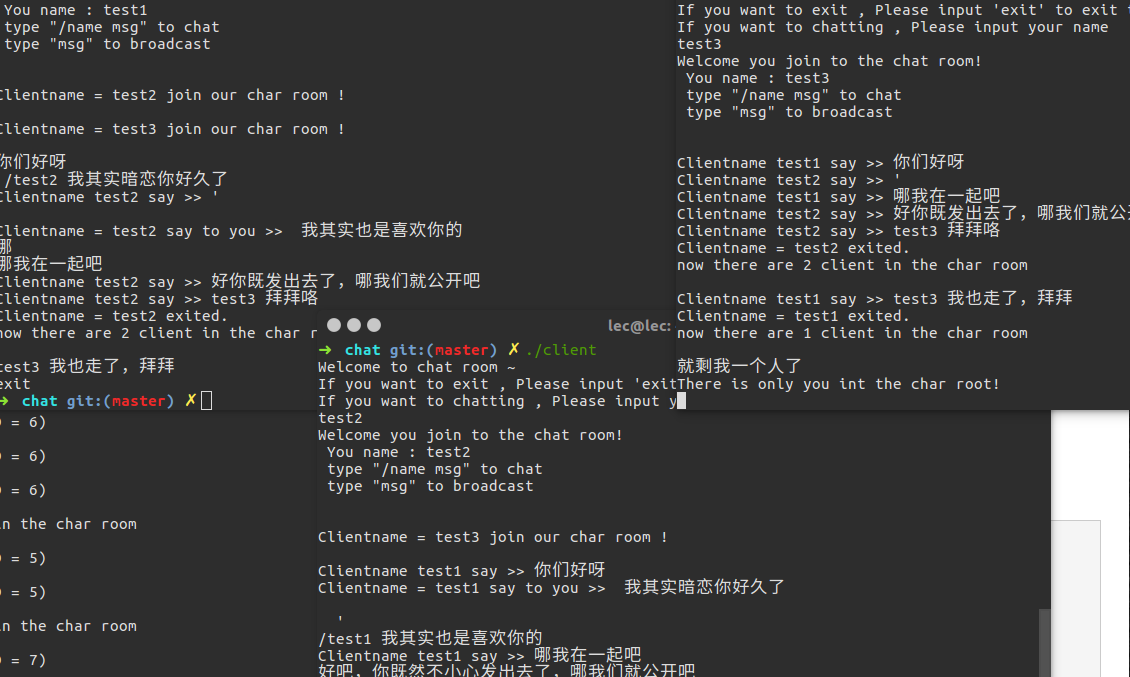 You name : test1
type "/name msg" to chat
type "msg" to broadcast
Clientname = test2 join our char room !
Clientname = test3 join our char room !
你们好呀
/test2 我其实暗恋你好久了
Clientname test2 say >> '
Clientname = test2 say to you >> 我其实也是喜欢你的
哪
哪我在一起吧
Clientname test2 say >> 好你既发出去了，哪我们就公开吧
Clientname test2 say >> test3 拜拜咯
Clientname = test2 exited.
now there are 2 client in the char r
test3 我也走了，拜拜
exit
➜ chat git:(master) ✗
= 6)
= 6)
= 6)
in the char room
= 5)
= 5)
in the char room
= 7)
If you want to exit , Please input 'exit' to exit
If you want to chatting , Please input your name
test3
Welcome you join to the chat room!
You name : test3
type "/name msg" to chat
type "msg" to broadcast
Clientname test1 say >> 你们好呀
Clientname test2 say >> '
Clientname test1 say >> 哪我在一起吧
Clientname test2 say >> 好你既发出去了，哪我们就公
Clientname test2 say >> test3 拜拜咯
Clientname = test2 exited.
now there are 2 client in the char room
Clientname test1 say >> test3 我也走了，拜拜
Clientname = test1 exited.
now there are 1 client in the char room
就剩我一个人了
There is only you int the char root!
lec@lec:
➜ chat git:(master) ✗ ./client
Welcome to chat room ~
If you want to exit , Please input 'exit
If you want to chatting , Please input y
test2
Welcome you join to the chat room!
You name : test2
type "/name msg" to chat
type "msg" to broadcast
Clientname = test3 join our char room !
Clientname test1 say >> 你们好呀
Clientname = test1 say to you >> 我其实暗恋你好久了
'
/test1 我其实也是喜欢你的
Clientname test1 say >> 哪我在一起吧
好吧，你既然不小心发出去了，哪我们就公开吧